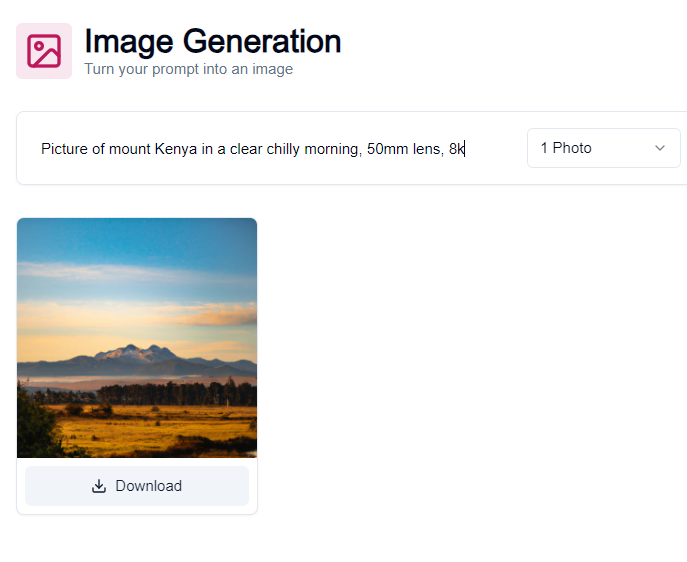 Image Generation
Turn your prompt into an image
Picture of mount Kenya in a clear chilly morning, 50mm lens, 8k
1 Photo
Download